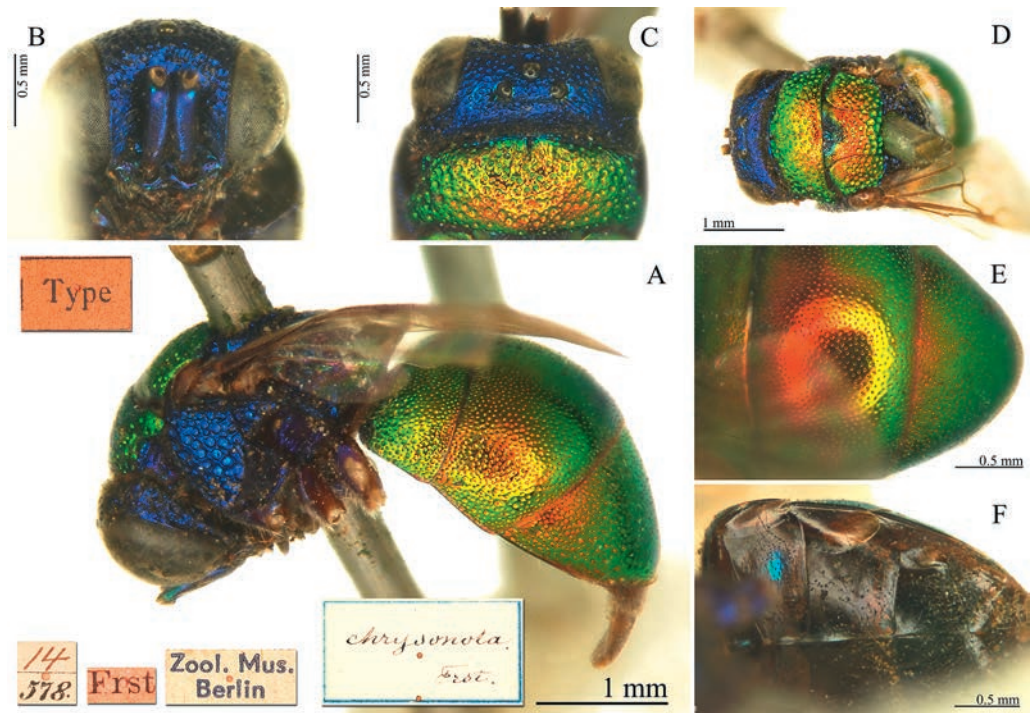 B
0.5 mm
C
0.5 mm
D
1 mm
A
Type
E
0.5 mm
F
0.5 mm
14
578.
Frst
Zool. Mus.
Berlin
chrysonota.
Frst.
1 mm